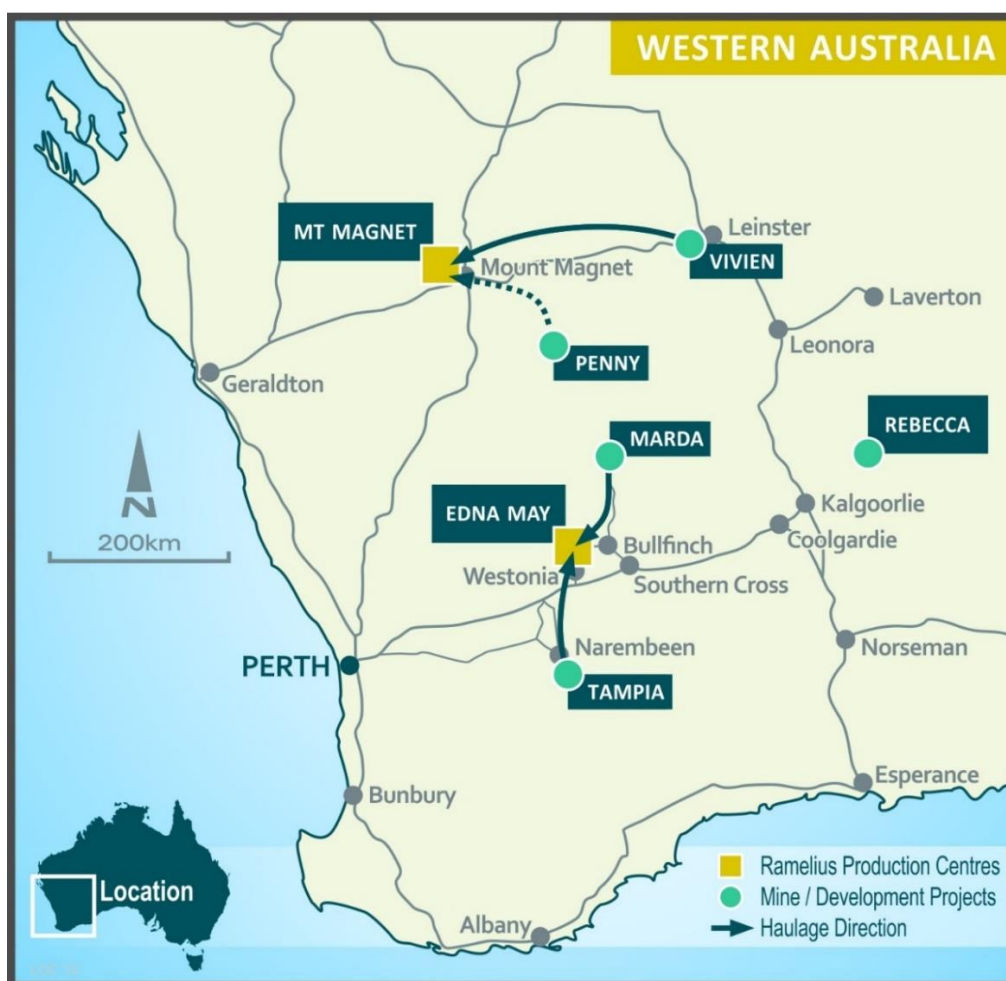 WESTERN AUSTRALIA
MT MAGNET
Leinster
VIVIEN
Mount Magnet
Laverton
Leonora
PENNY
Geraldton
REBECCA
MARDA
N
200km
EDNA MAY
Kalgoorlie
Coolgardie
Bullfinch
Westonia
Southern Cross
Norseman
Narembeen
PERTH
TAMPIA
Esperance
Bunbury
Ramelius Production Centres
Mine / Development Projects
Haulage Direction
Location
Albany